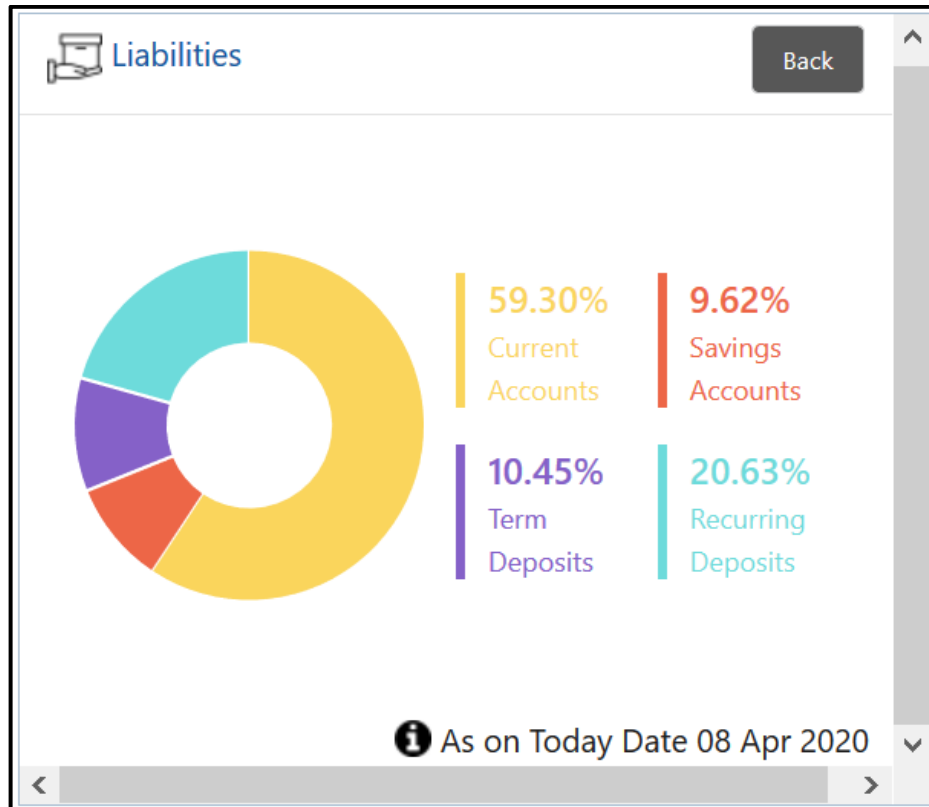 Liabilities
Back
59.30%
Current
Accounts
9.62%
Savings
Accounts
10.45%
Term
Deposits
20.63%
Recurring
Deposits
As on Today Date 08 Apr 2020